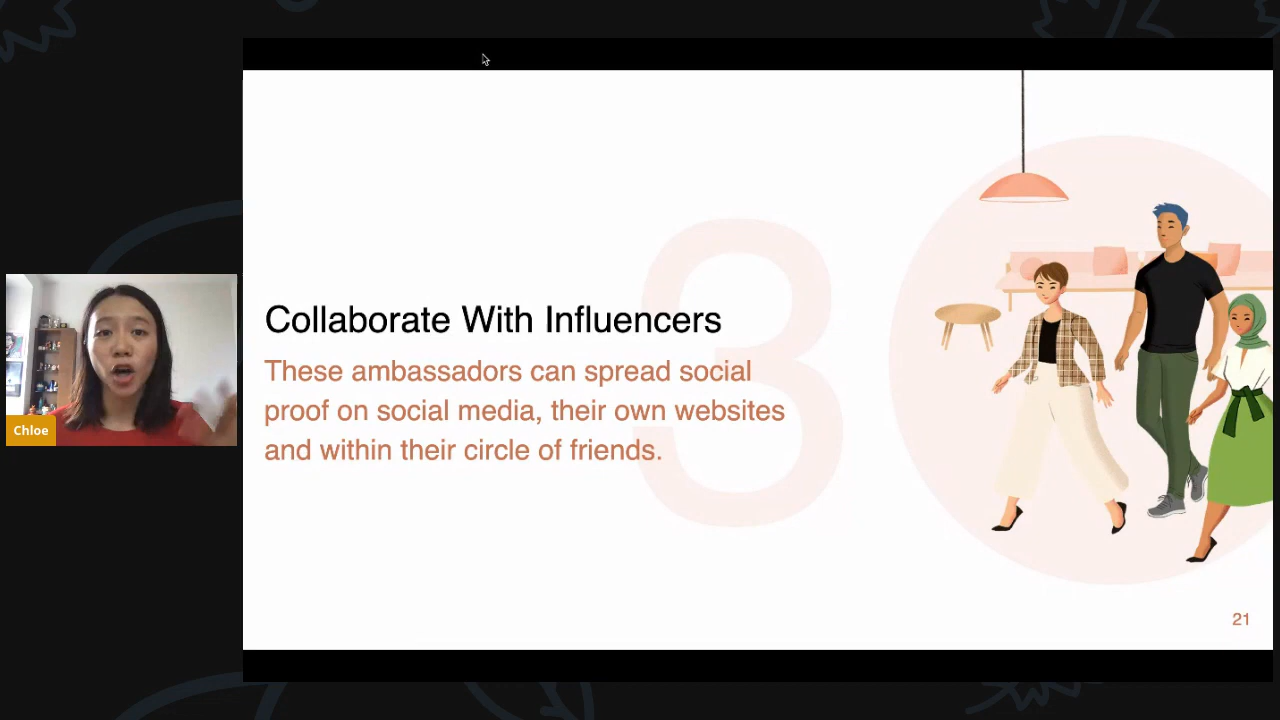 3
Collaborate With Influencers
These ambassadors can spread social
proof on social media, their own websites
and within their circle of friends.
Chloe
21